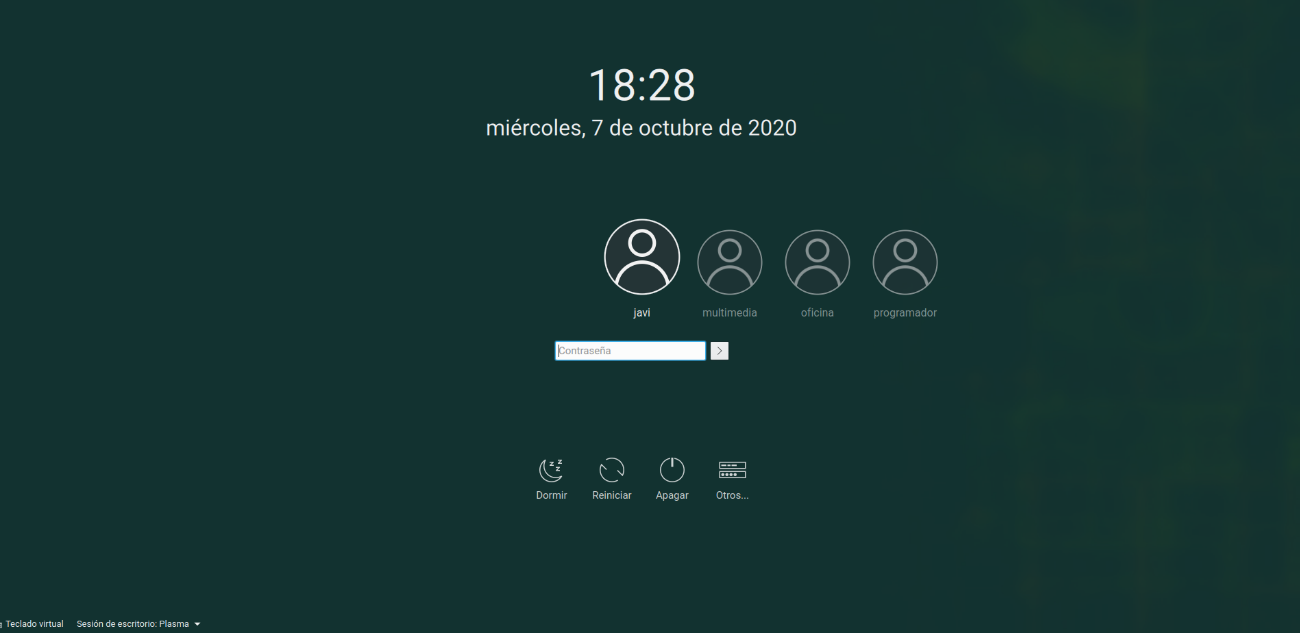 18:28
miércoles, 7 de octubre de 2020
javi multimedia oficina programador
Contraseña
Dormir Reiniciar Apagar Otros...
Teclado virtual Sesión de escritorio: Plasma